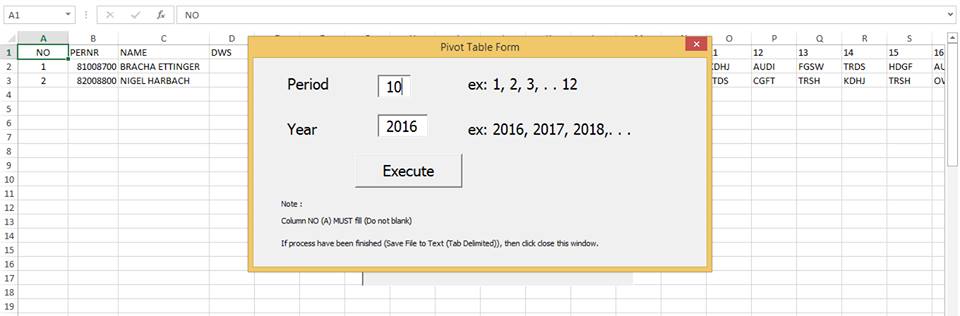 A1 fx NO
A B C D O P Q R S
1 NO PERNR NAME DWS 11 12 13 14 15 16
2 1 81008700 BRACHA ETTINGER KDHJ AUDI FGSW TRDS HDGF
3 2 82008800 NIGEL HARBACH CGFT TRSH KDHJ TRSH
4
5
6
7
8
9
10
11
12
13
14
15
16
17
18
19
Pivot Table Form
Period 10 ex: 1, 2, 3, . . 12
Year 2016 ex: 2016, 2017, 2018,. . .
Execute
Note :
Column NO (A) MUST fill (Do not blank)
If process have been finished (Save File to Text (Tab Delimited)), then click close this window.